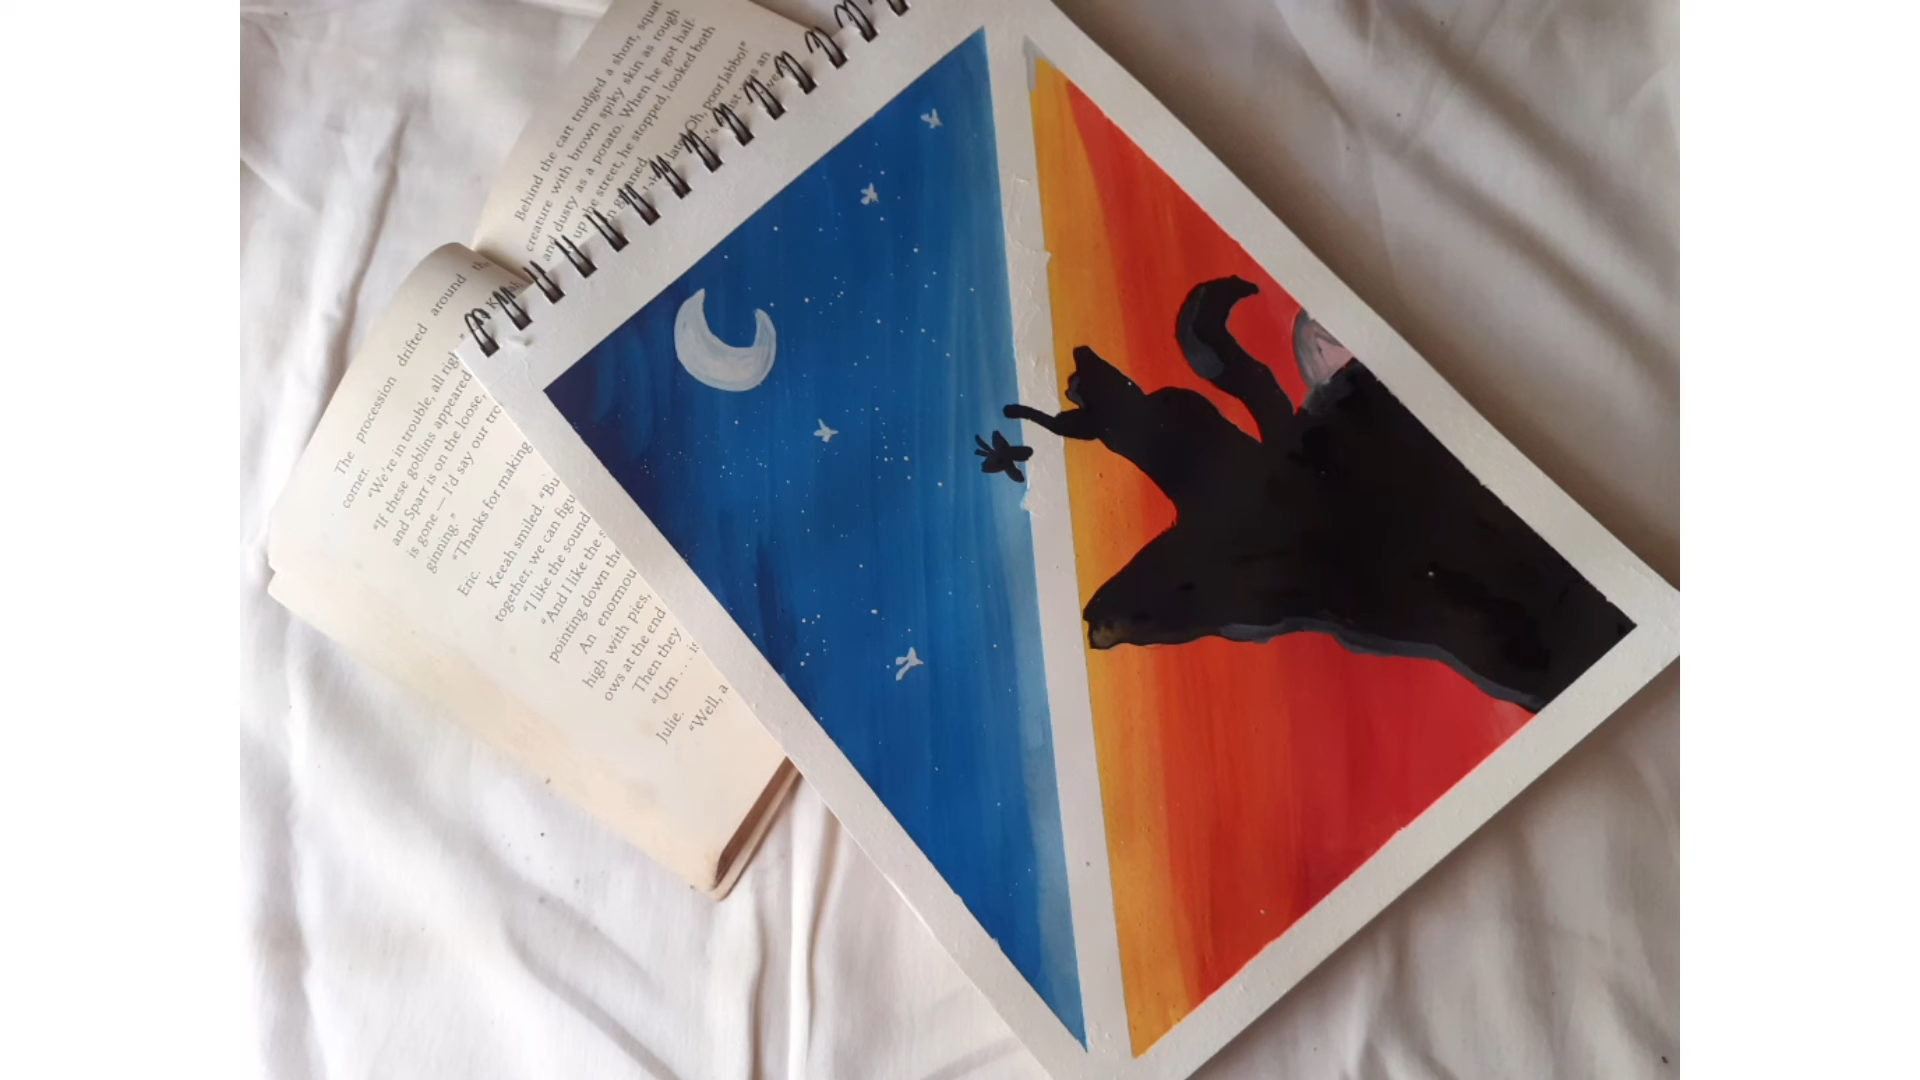 Behind the cart trudged a short, squat
creature with brown spiky skin as rough
and dusty as a potato. When he got half-
up the street, he stopped, looked both
late. "Oh, poor Jabbo!"
The procession drifted around the
corner.
"We're in trouble, all right,"
"If these goblins appeared
and Sparr is on the loose,
is gone — I'd say our
ginning."
"Thanks for making
Eric.
Keeah smiled. "Bu
together, we can figu
"I like the sound
"And I like the s
pointing down the
An enormou
high with pies,
ows at the end
Then they
"Um . . . is
Julie.
"Well, a